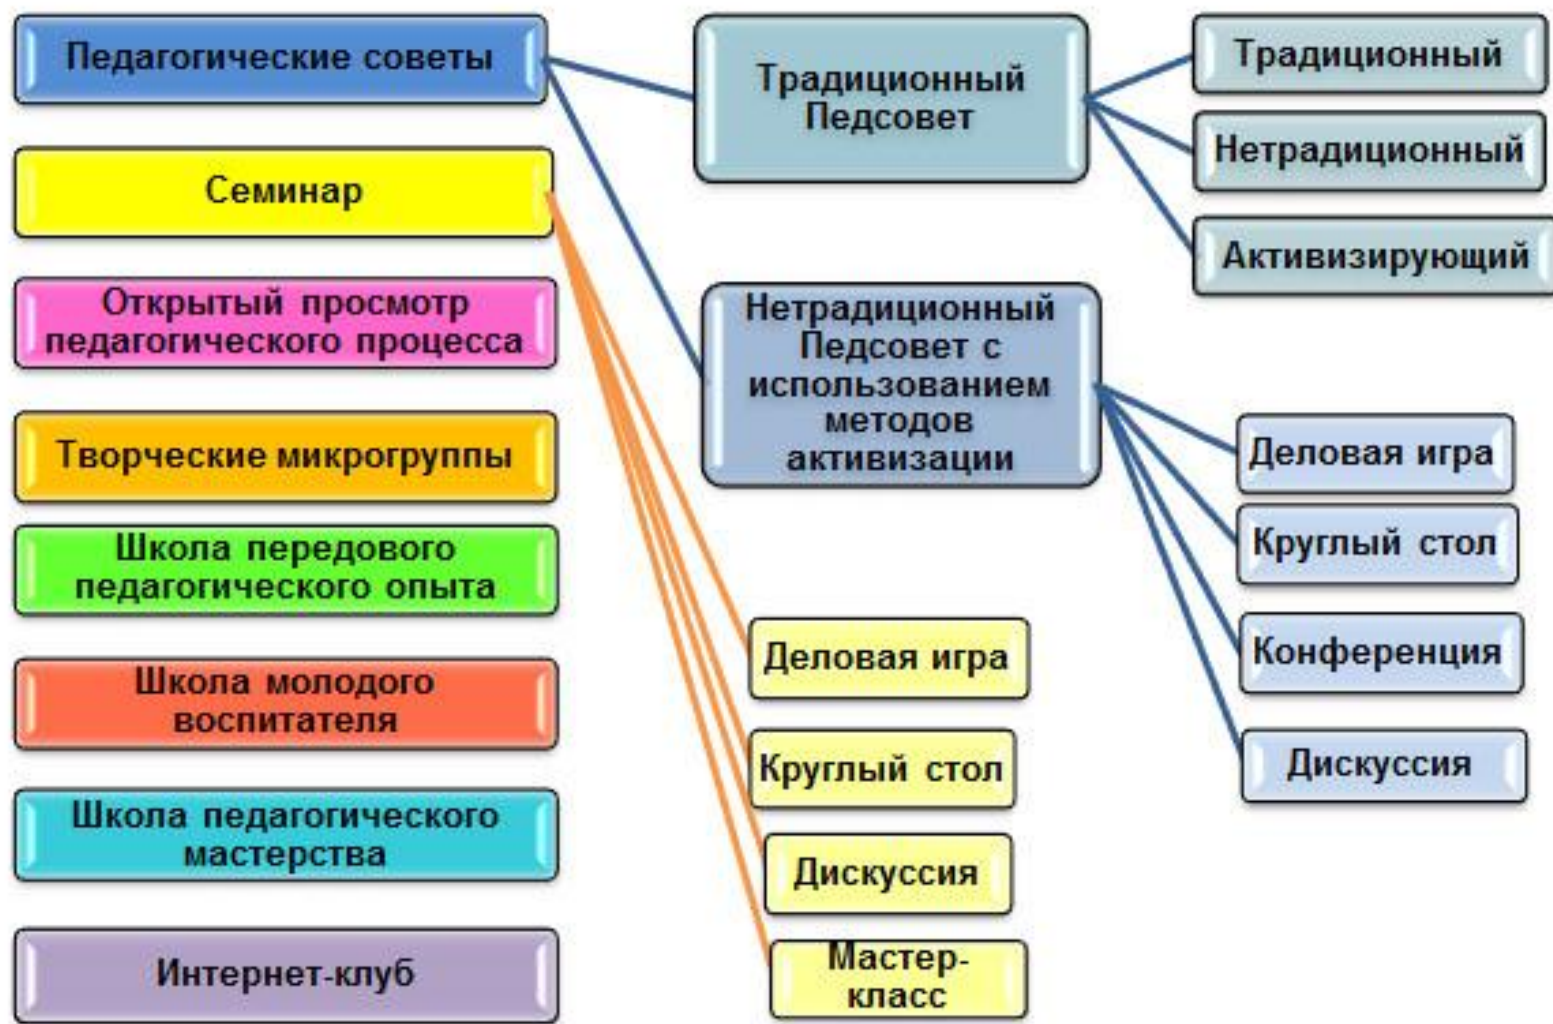 Педагогические советы
Семинар
Открытый просмотр
педагогического процесса
Творческие микрогруппы
Школа передового
педагогического опыта
Школа молодого
воспитателя
Школа педагогического
мастерства
Интернет-клуб
Традиционный
Педсовет
Нетрадиционный
Педсовет с
использованием
методов
активизации
Деловая игра
Круглый стол
Дискуссия
Мастер-
класс
Традиционный
Нетрадиционный
Активизирующий
Деловая игра
Круглый стол
Конференция
Дискуссия